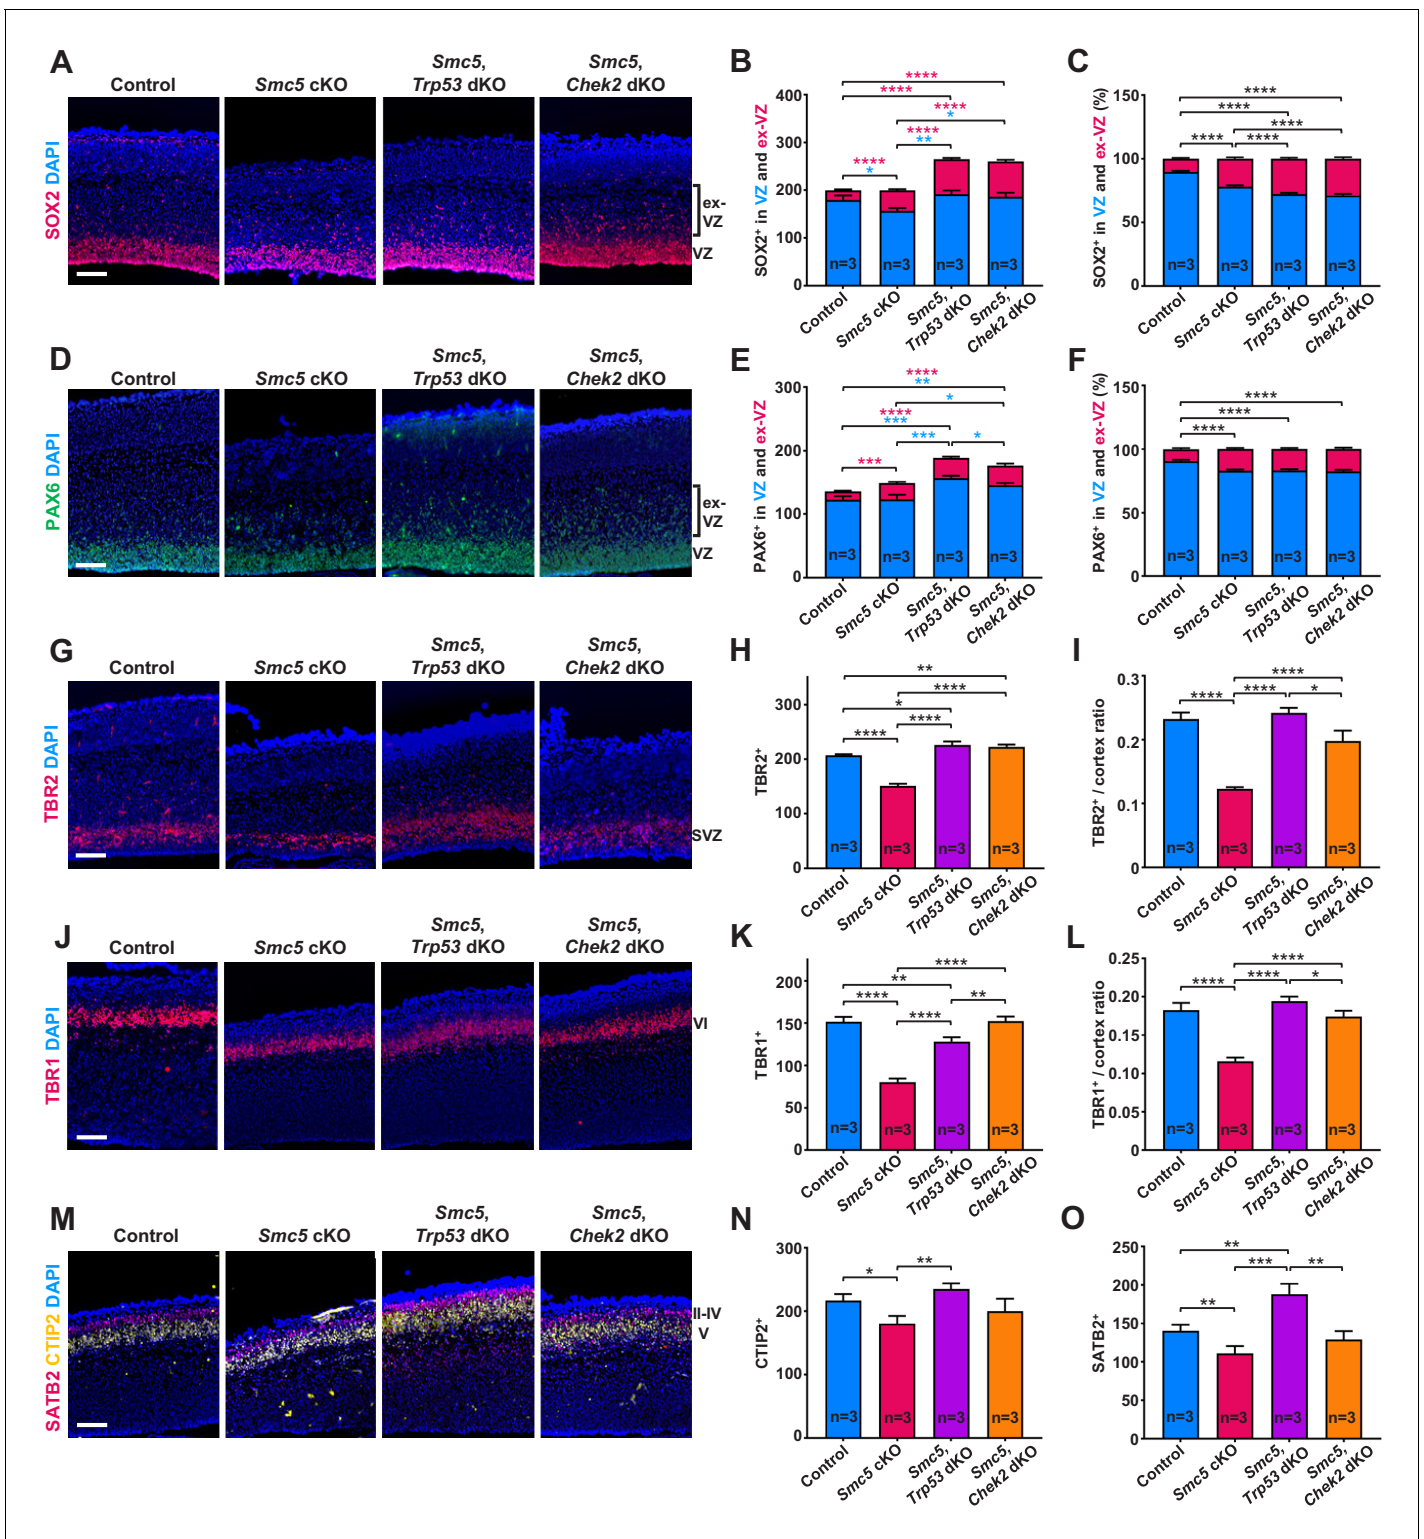 A
Control
Smc5 cKO
Smc5,
Trp53 dKO
Smc5,
Chek2 dKO
SOX2 DAPI
ex-
VZ
VZ
B
SOX2+ in VZ and ex-VZ
400
300
200
100
0
****
****
****
*
****
**
****
*
n=3
n=3
n=3
n=3
Control
Smc5 cKO
Smc5,
Trp53 dKO
Smc5,
Chek2 dKO
C
SOX2+ in VZ and ex-VZ (%)
150
100
50
0
****
****
****
**** ****
n=3
n=3
n=3
n=3
Control
Smc5 cKO
Smc5,
Trp53 dKO
Smc5,
Chek2 dKO
D
Control
Smc5 cKO
Smc5,
Trp53 dKO
Smc5,
Chek2 dKO
PAX6 DAPI
ex-
VZ
VZ
E
PAX6+ in VZ and ex-VZ
300
200
100
0
****
**
*
****
***
*** *
***
n=3
n=3
n=3
n=3
Control
Smc5 cKO
Smc5,
Trp53 dKO
Smc5,
Chek2 dKO
F
PAX6+ in VZ and ex-VZ (%)
150
100
50
0
****
****
****
n=3
n=3
n=3
n=3
Control
Smc5 cKO
Smc5,
Trp53 dKO
Smc5,
Chek2 dKO
G
Control
Smc5 cKO
Smc5,
Trp53 dKO
Smc5,
Chek2 dKO
TBR2 DAPI
SVZ
H
TBR2+
300
200
100
0
**
****
*
****
****
n=3
n=3
n=3
n=3
Control
Smc5 cKO
Smc5,
Trp53 dKO
Smc5,
Chek2 dKO
I
TBR2+ / cortex ratio
0.3
0.2
0.1
0
****
**** **** *
n=3
n=3
n=3
n=3
Control
Smc5 cKO
Smc5,
Trp53 dKO
Smc5,
Chek2 dKO
J
Control
Smc5 cKO
Smc5,
Trp53 dKO
Smc5,
Chek2 dKO
TBR1 DAPI
VI
K
TBR1+
200
150
100
50
0
****
**
**** **
****
n=3
n=3
n=3
n=3
Control
Smc5 cKO
Smc5,
Trp53 dKO
Smc5,
Chek2 dKO
L
TBR1+ / cortex ratio
0.25
0.20
0.15
0.10
0.05
0
****
**** **** *
n=3
n=3
n=3
n=3
Control
Smc5 cKO
Smc5,
Trp53 dKO
Smc5,
Chek2 dKO
M
Control
Smc5 cKO
Smc5,
Trp53 dKO
Smc5,
Chek2 dKO
SATB2 CTIP2 DAPI
II-IV
V
N
CTIP2+
300
200
100
0
* **
n=3
n=3
n=3
n=3
Control
Smc5 cKO
Smc5,
Trp53 dKO
Smc5,
Chek2 dKO
O
SATB2+
250
200
150
100
50
0
**
*** **
**
n=3
n=3
n=3
n=3
Control
Smc5 cKO
Smc5,
Trp53 dKO
Smc5,
Chek2 dKO